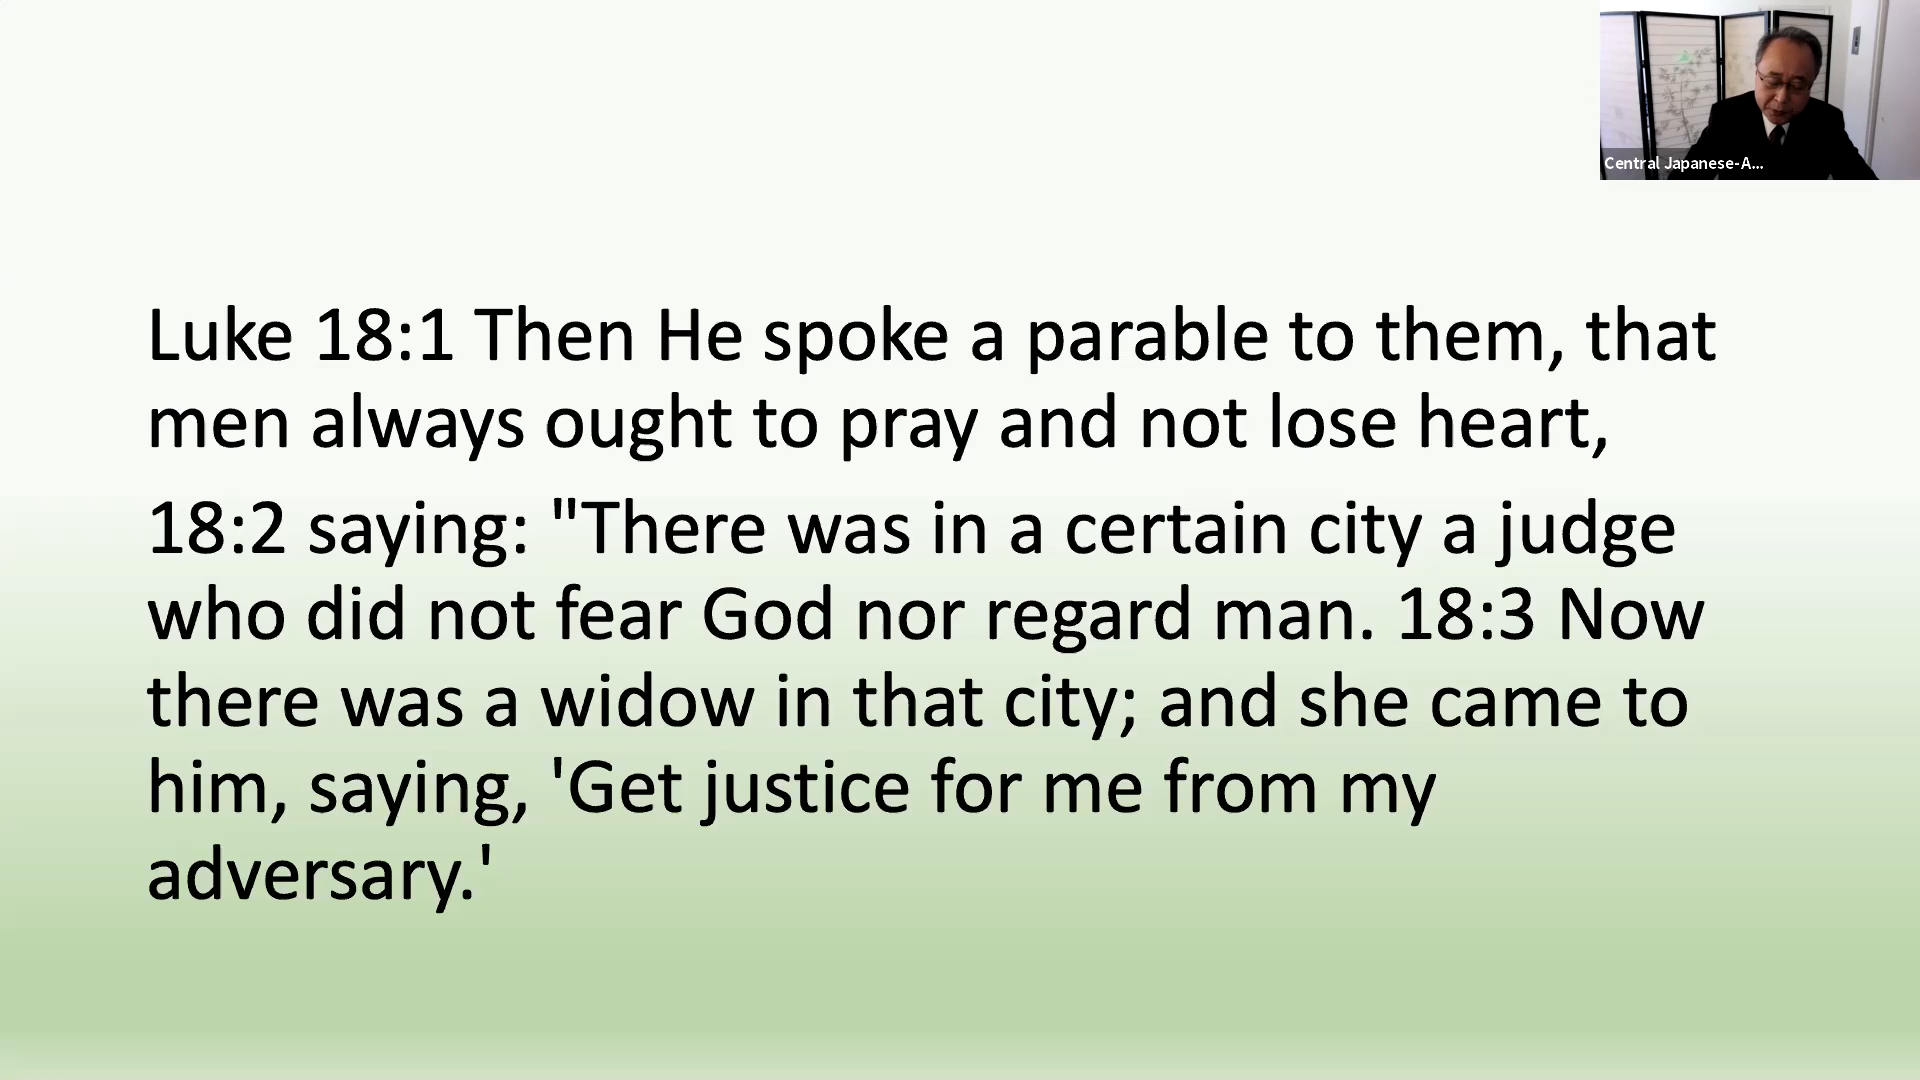 Central Japanese-A...
Luke 18:1 Then He spoke a parable to them, that
men always ought to pray and not lose heart,
18:2 saying: "There was in a certain city a judge
who did not fear God nor regard man. 18:3 Now
there was a widow in that city; and she came to
him, saying, 'Get justice for me from my
adversary.'